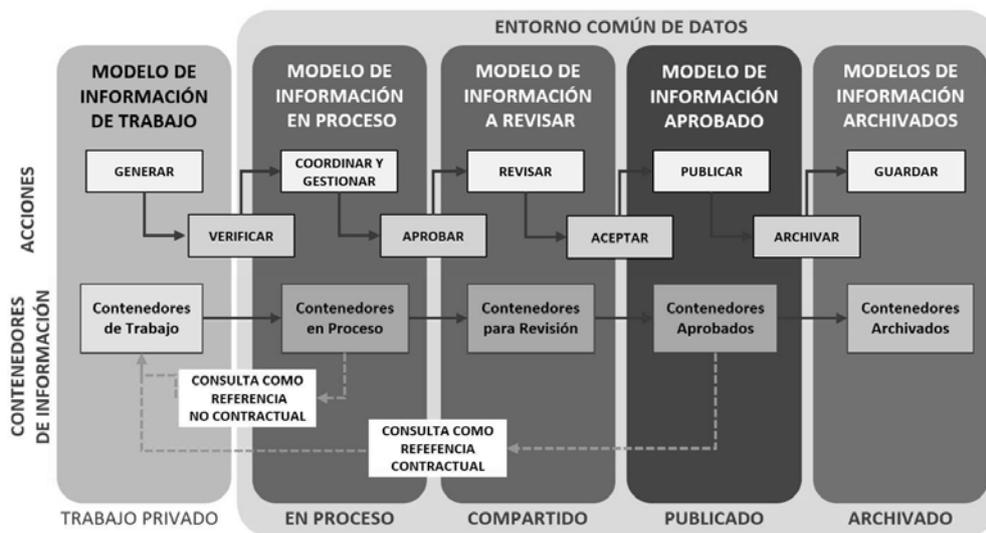 ENTORNO COMÚN DE DATOS
MODELO DE
INFORMACIÓN
DE TRABAJO
MODELO DE
INFORMACIÓN
EN PROCESO
MODELO DE
INFORMACIÓN
A REVISAR
MODELO DE
INFORMACIÓN
APROBADO
MODELOS DE
INFORMACIÓN
ARCHIVADOS
ACCIONES
GENERAR
COORDINAR Y
GESTIONAR
REVISAR
PUBLICAR
GUARDAR
VERIFICAR
APROBAR
ACEPTAR
ARCHIVAR
CONTENEDORES
DE INFORMACIÓN
Contenedores
de Trabajo
Contenedores
en Proceso
Contenedores
para Revisión
Contenedores
Aprobados
Contenedores
Archivados
CONSULTA COMO
REFERENCIA
NO CONTRACTUAL
CONSULTA COMO
REFEFENCIA
CONTRACTUAL
TRABAJO PRIVADO
EN PROCESO
COMPARTIDO
PUBLICADO
ARCHIVADO